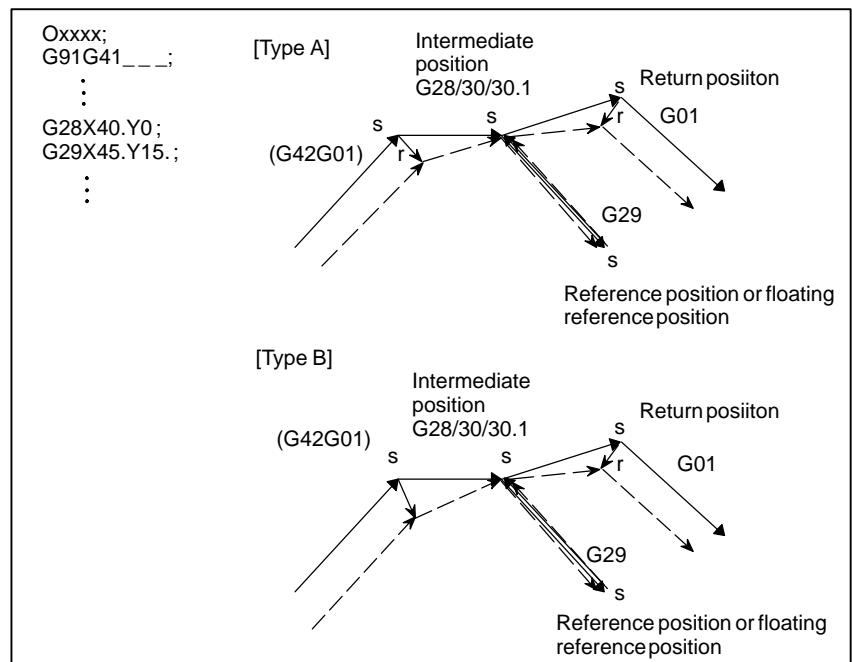 Oxxxx;
G91G41_ _ _;
G28X40.Y0 ;
G29X45.Y15. ;
[Type A]
Intermediate
position
G28/30/30.1
s
Return posiiton
s
s
r
G01
(G42G01)
r
G29
s
Reference position or floating
reference position
[Type B]
Intermediate
position
G28/30/30.1
Return posiiton
(G42G01)
s
s
s
r
G01
G29
s
Reference position or floating
reference position